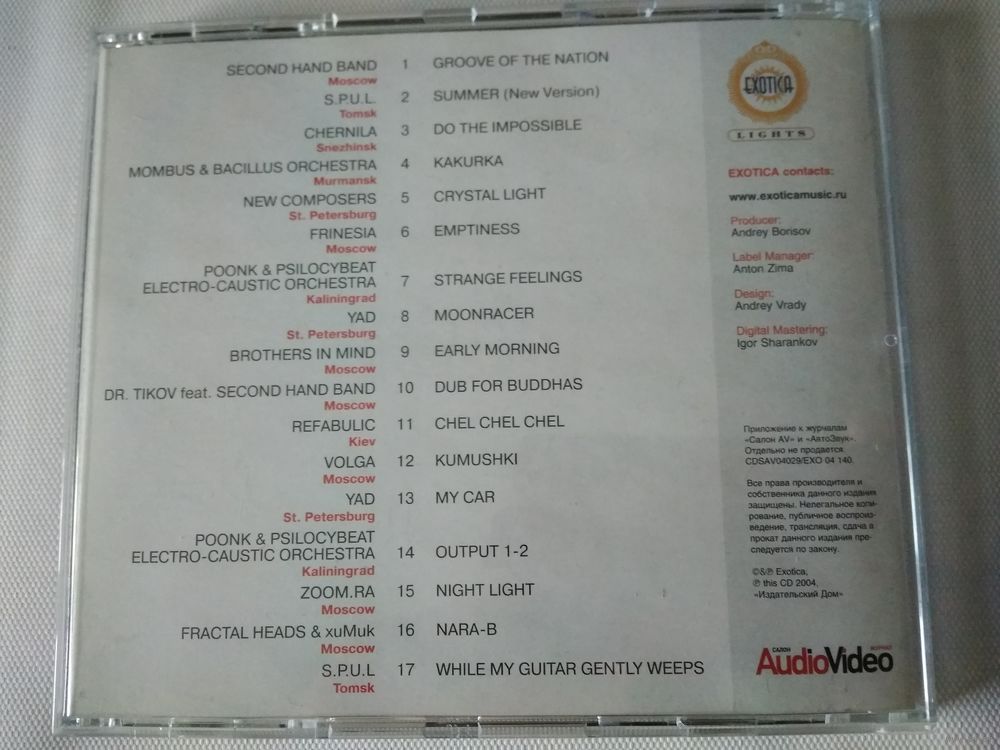 SECOND HAND BAND 1 GROOVE OF THE NATION
Moscow
S.P.U.L. 2 SUMMER (New Version)
Tomsk
CHERNILA 3 DO THE IMPOSSIBLE
Snezhinsk
MOMBUS & BACILLUS ORCHESTRA 4 KAKURKA
Murmansk
NEW COMPOSERS 5 CRYSTAL LIGHT
St. Petersburg
FRINESIA 6 EMPTINESS
Moscow
POONK & PSILOCYBEAT
ELECTRO-CAUSTIC ORCHESTRA 7 STRANGE FEELINGS
Kaliningrad
YAD 8 MOONRACER
St. Petersburg
BROTHERS IN MIND 9 EARLY MORNING
Moscow
DR. TIKOV feat. SECOND HAND BAND 10 DUB FOR BUDDHAS
Moscow
REFABULIC 11 CHEL CHEL CHEL
Kiev
VOLGA 12 KUMUSHKI
Moscow
YAD 13 MY CAR
St. Petersburg
POONK & PSILOCYBEAT
ELECTRO-CAUSTIC ORCHESTRA 14 OUTPUT 1-2
Kaliningrad
ZOOM.RA 15 NIGHT LIGHT
Moscow
FRACTAL HEADS & xuMuk 16 NARA-B
Moscow
S.P.U.L 17 WHILE MY GUITAR GENTLY WEEPS
Tomsk
EXOTICA
LIGHTS
EXOTICA contacts:
www.exoticamusic.ru
Producer:
Andrey Borisov
Label Manager:
Anton Zima
Design:
Andrey Vrady
Digital Mastering:
Igor Sharankov
Приложение к журналам
«Салон AV» и «АвтоЗвук».
Отдельно не продается.
CDSAV04029/EXO 04 140.
Все права производителя и
собственника данного издания
защищены. Нелегальное копи-
рование, публичное воспроиз-
ведение, трансляция, сдача в
прокат данного издания пре-
следуется по закону.
©&℗ Exotica,
℗ this CD 2004,
«Издательский Дом»
САЛОН
AudioVideo